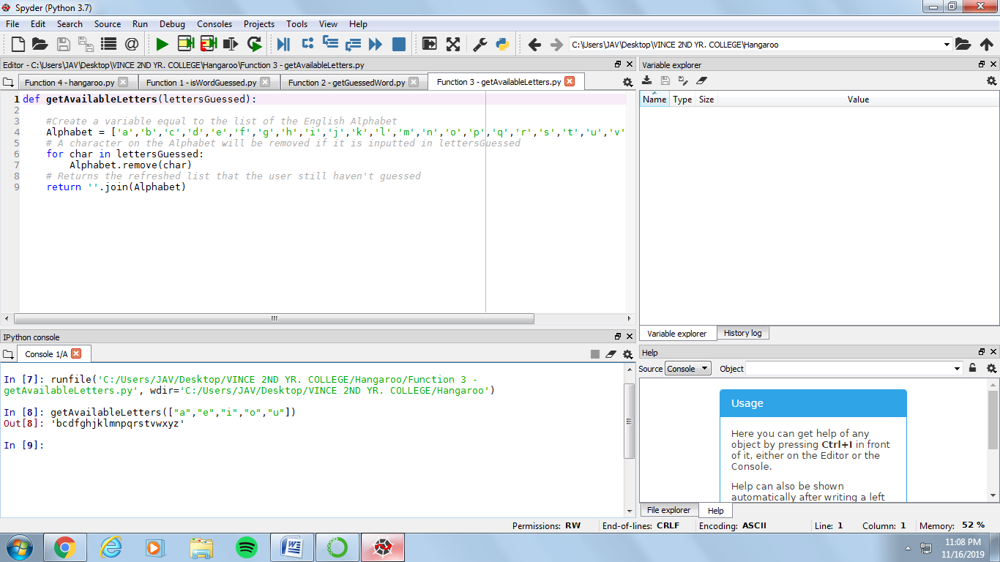 Spyder (Python 3.7)
File Edit Search Source Run Debug Consoles Projects Tools View Help
C:\Users\JAV\Desktop\VINCE 2ND YR. COLLEGE\Hangaroo
Editor - C:\Users\JAV\Desktop\VINCE 2ND YR. COLLEGE\Hangaroo\Function 3 - getAvailableLetters.py
Function 4 - hangaroo.py Function 1 - isWordGuessed.py Function 2 - getGuessedWord.py Function 3 - getAvailableLetters.py
1 def getAvailableLetters(lettersGuessed):
2
3     #Create a variable equal to the list of the English Alphabet
4     Alphabet = ['a','b','c','d','e','f','g','h','i','j','k','l','m','n','o','p','q','r','s','t','u','v'
5     # A character on the Alphabet will be removed if it is inputted in lettersGuessed
6     for char in lettersGuessed:
7         Alphabet.remove(char)
8     # Returns the refreshed list that the user still haven't guessed
9     return ''.join(Alphabet)
IPython console
Console 1/A
In [7]: runfile('C:/Users/JAV/Desktop/VINCE 2ND YR. COLLEGE/Hangaroo/Function 3 -
getAvailableLetters.py', wdir='C:/Users/JAV/Desktop/VINCE 2ND YR. COLLEGE/Hangaroo')
In [8]: getAvailableLetters(["a","e","i","o","u"])
Out[8]: 'bcdfghjklmnpqrstvwxyz'
In [9]:
Variable explorer
Name Type Size Value
Variable explorer History log
Help
Source Console Object
Usage
Here you can get help of any
object by pressing Ctrl+I in front
of it, either on the Editor or the
Console.
Help can also be shown
automatically after writing a left
File explorer Help
Permissions: RW End-of-lines: CRLF Encoding: ASCII Line: 1 Column: 1 Memory: 52 %
11:08 PM
11/16/2019